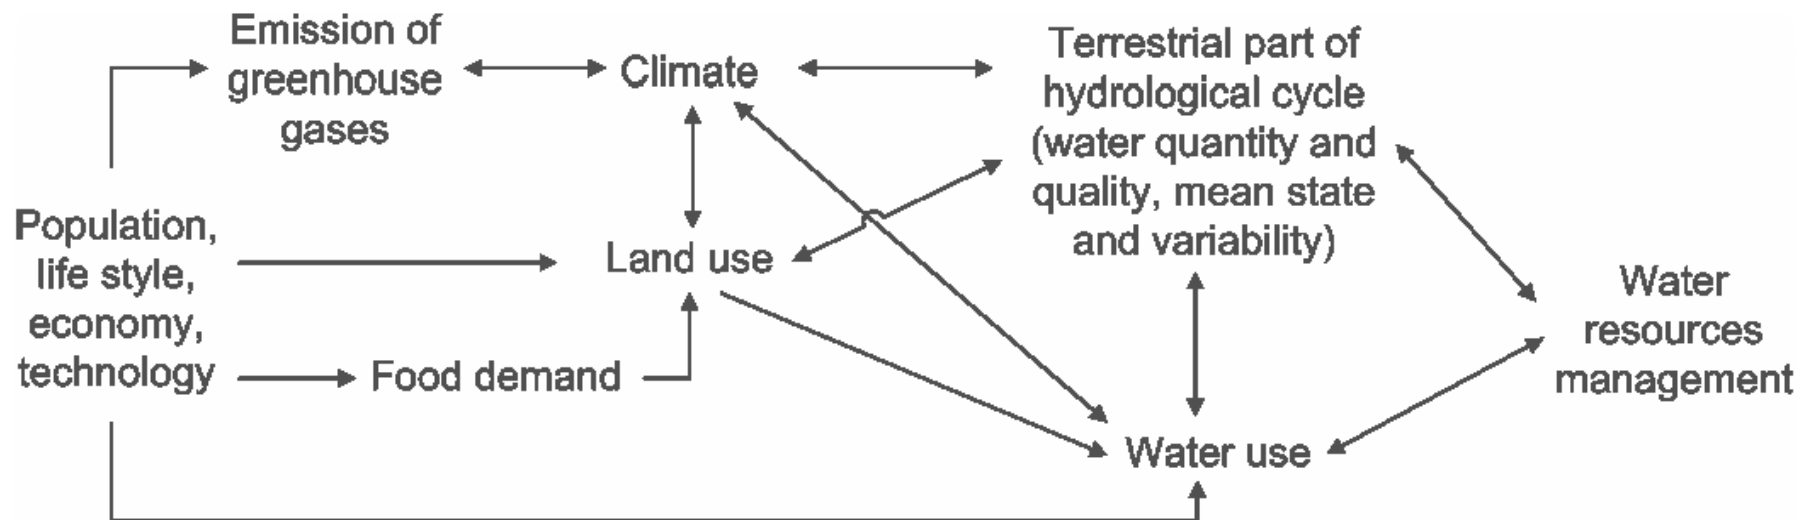 Emission of
greenhouse
gases
Climate
Terrestrial part of
hydrological cycle
(water quantity and
quality, mean state
and variability)
Population,
life style,
economy,
technology
Land use
Food demand
Water
resources
management
Water use